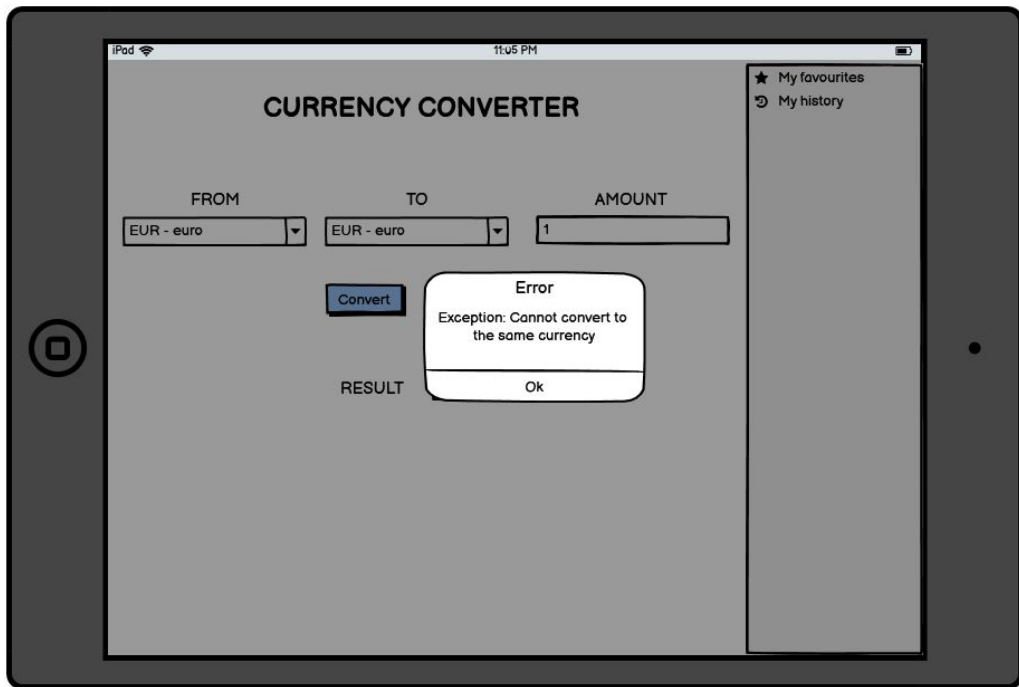 iPad 11:05 PM
My favourites
My history
CURRENCY CONVERTER
FROM TO AMOUNT
EUR - euro EUR - euro 1
Convert
Error
Exception: Cannot convert to
the same currency
Ok
RESULT